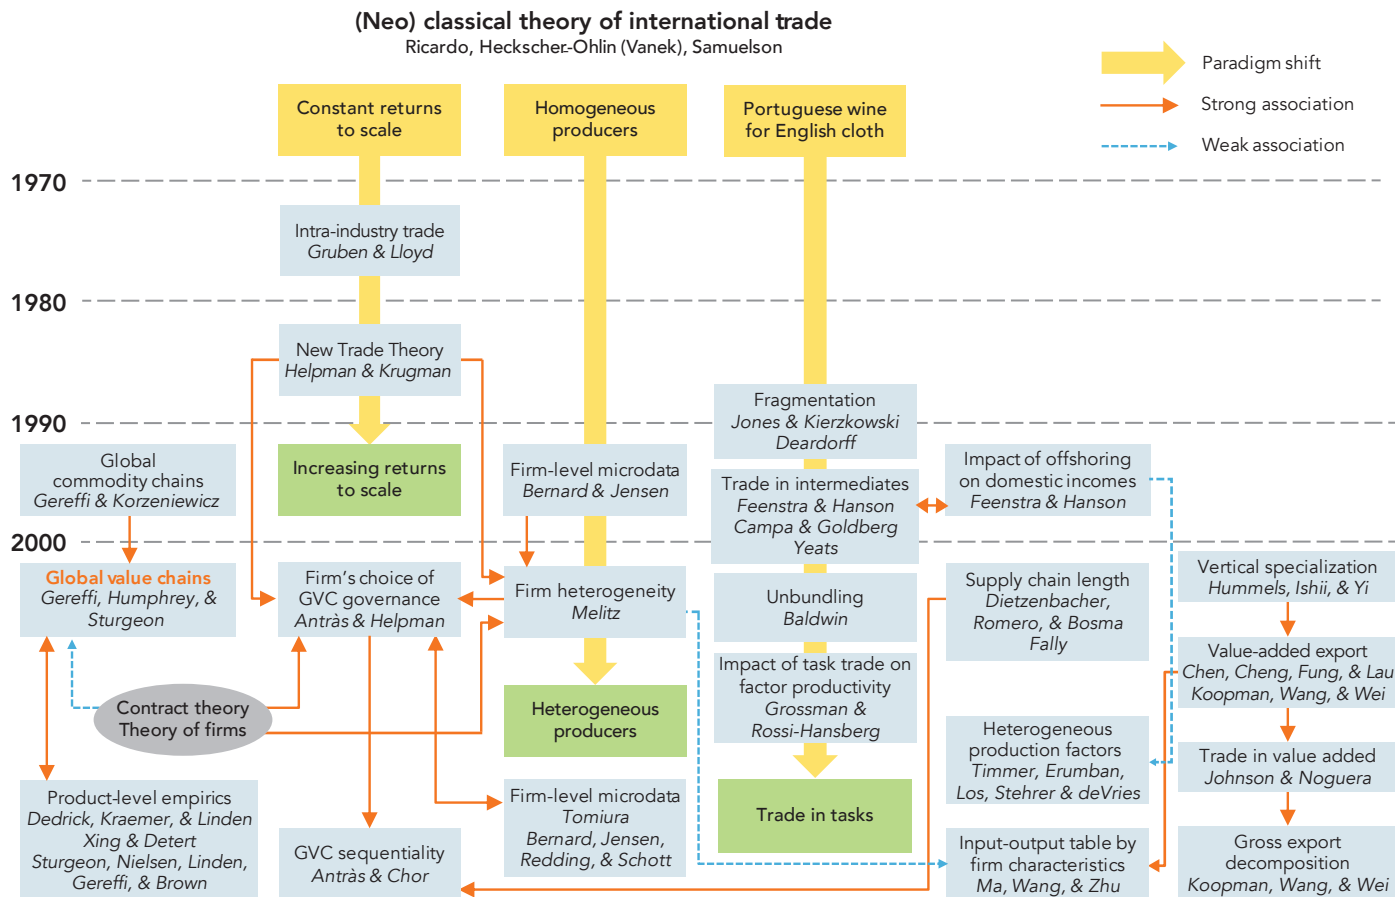 (Neo) classical theory of international trade
Ricardo, Heckscher-Ohlin (Vanek), Samuelson
Paradigm shift
Strong association
Weak association
Constant returns
to scale
Homogeneous
producers
Portuguese wine
for English cloth
1970
Intra-industry trade
Gruben & Lloyd
1980
New Trade Theory
Helpman & Krugman
Fragmentation
Jones & Kierzkowski
Deardorff
1990
Global
commodity chains
Gereffi & Korzeniewicz
Increasing returns
to scale
Firm-level microdata
Bernard & Jensen
Trade in intermediates
Feenstra & Hanson
Campa & Goldberg
Yeats
Impact of offshoring
on domestic incomes
Feenstra & Hanson
2000
Global value chains
Gereffi, Humphrey, &
Sturgeon
Firm's choice of
GVC governance
Antràs & Helpman
Firm heterogeneity
Melitz
Unbundling
Baldwin
Supply chain length
Dietzenbacher,
Romero, & Bosma
Fally
Vertical specialization
Hummels, Ishii, & Yi
Value-added export
Chen, Cheng, Fung, & Lau
Koopman, Wang, & Wei
Contract theory
Theory of firms
Heterogeneous
producers
Impact of task trade on
factor productivity
Grossman &
Rossi-Hansberg
Heterogeneous
production factors
Timmer, Erumban,
Los, Stehrer & deVries
Trade in value added
Johnson & Noguera
Product-level empirics
Dedrick, Kraemer, & Linden
Xing & Detert
Sturgeon, Nielsen, Linden,
Gereffi, & Brown
GVC sequentiality
Antràs & Chor
Firm-level microdata
Tomiura
Bernard, Jensen,
Redding, & Schott
Trade in tasks
Input-output table by
firm characteristics
Ma, Wang, & Zhu
Gross export
decomposition
Koopman, Wang, & Wei